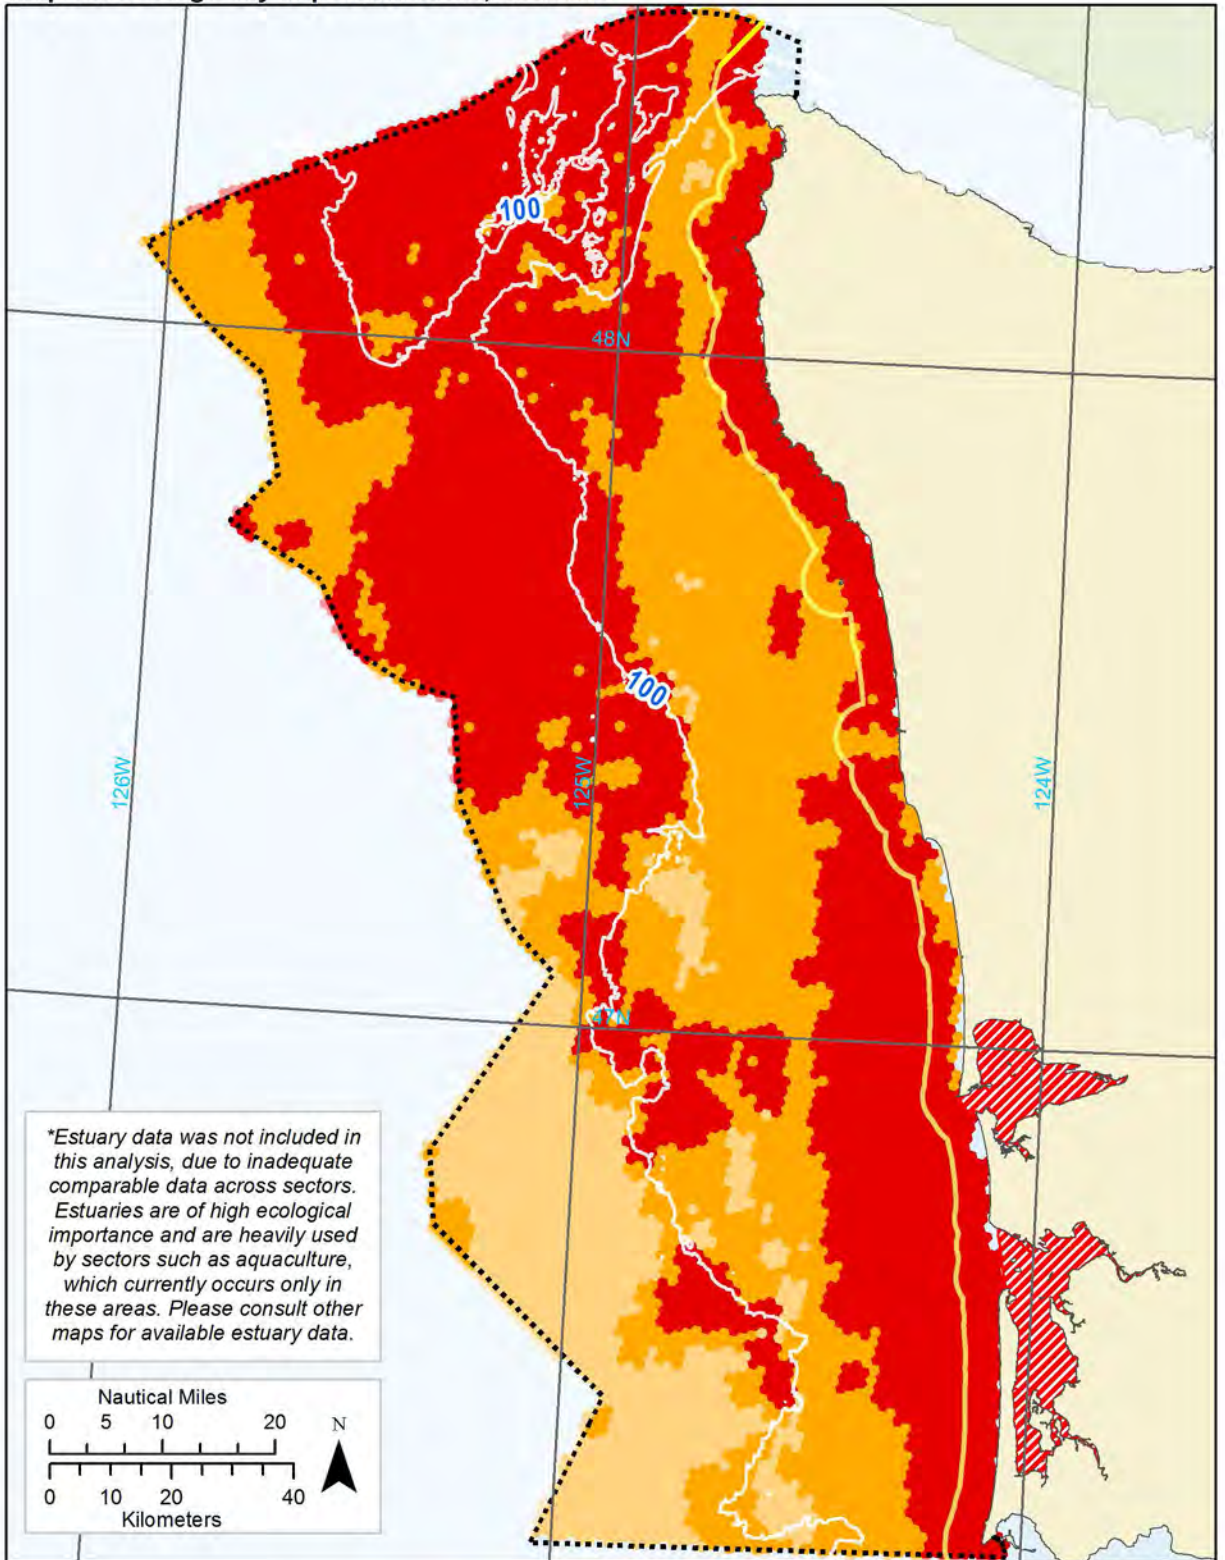 100
48N
100
126W
125W
124W
47N
*Estuary data was not included in
this analysis, due to inadequate
comparable data across sectors.
Estuaries are of high ecological
importance and are heavily used
by sectors such as aquaculture,
which currently occurs only in
these areas. Please consult other
maps for available estuary data.
Nautical Miles
0 5 10 20
N
0 10 20 40
Kilometers